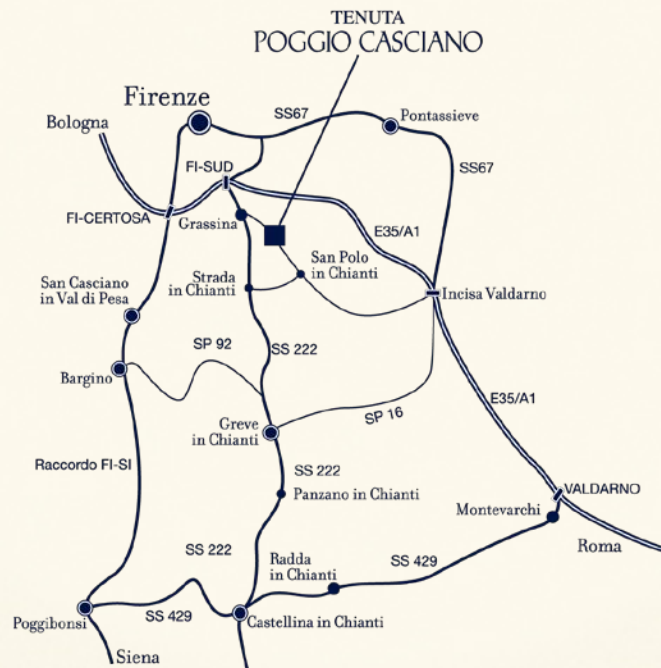 TENUTA
POGGIO CASCIANO
Firenze
SS67
Pontassieve
Bologna
FI-SUD
SS67
FI-CERTOSA
Grassina
E35/A1
San Polo
in Chianti
San Casciano
in Val di Pesa
Strada
in Chianti
Incisa Valdarno
SP 92
SS 222
Bargino
E35/A1
SP 16
Greve
in Chianti
Raccordo FI-SI
SS 222
Panzano in Chianti
VALDARNO
Montevarchi
Roma
SS 222
Radda
in Chianti
SS 429
Poggibonsi
SS 429
Castellina in Chianti
Siena